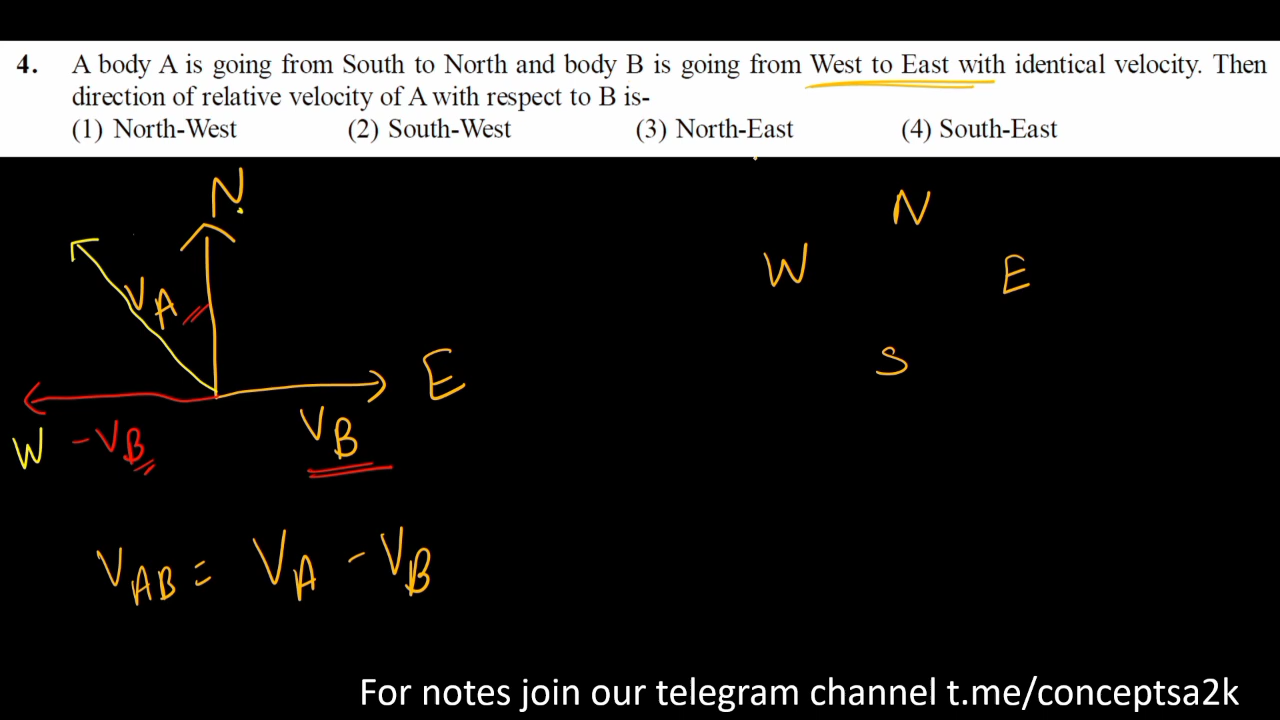 4. A body A is going from South to North and body B is going from West to East with identical velocity. Then
direction of relative velocity of A with respect to B is-
(1) North-West (2) South-West (3) North-East (4) South-East
N
N
W
E
VA
S
E
VB
W
-VB
VAB = VA - VB
For notes join our telegram channel t.me/conceptsa2k